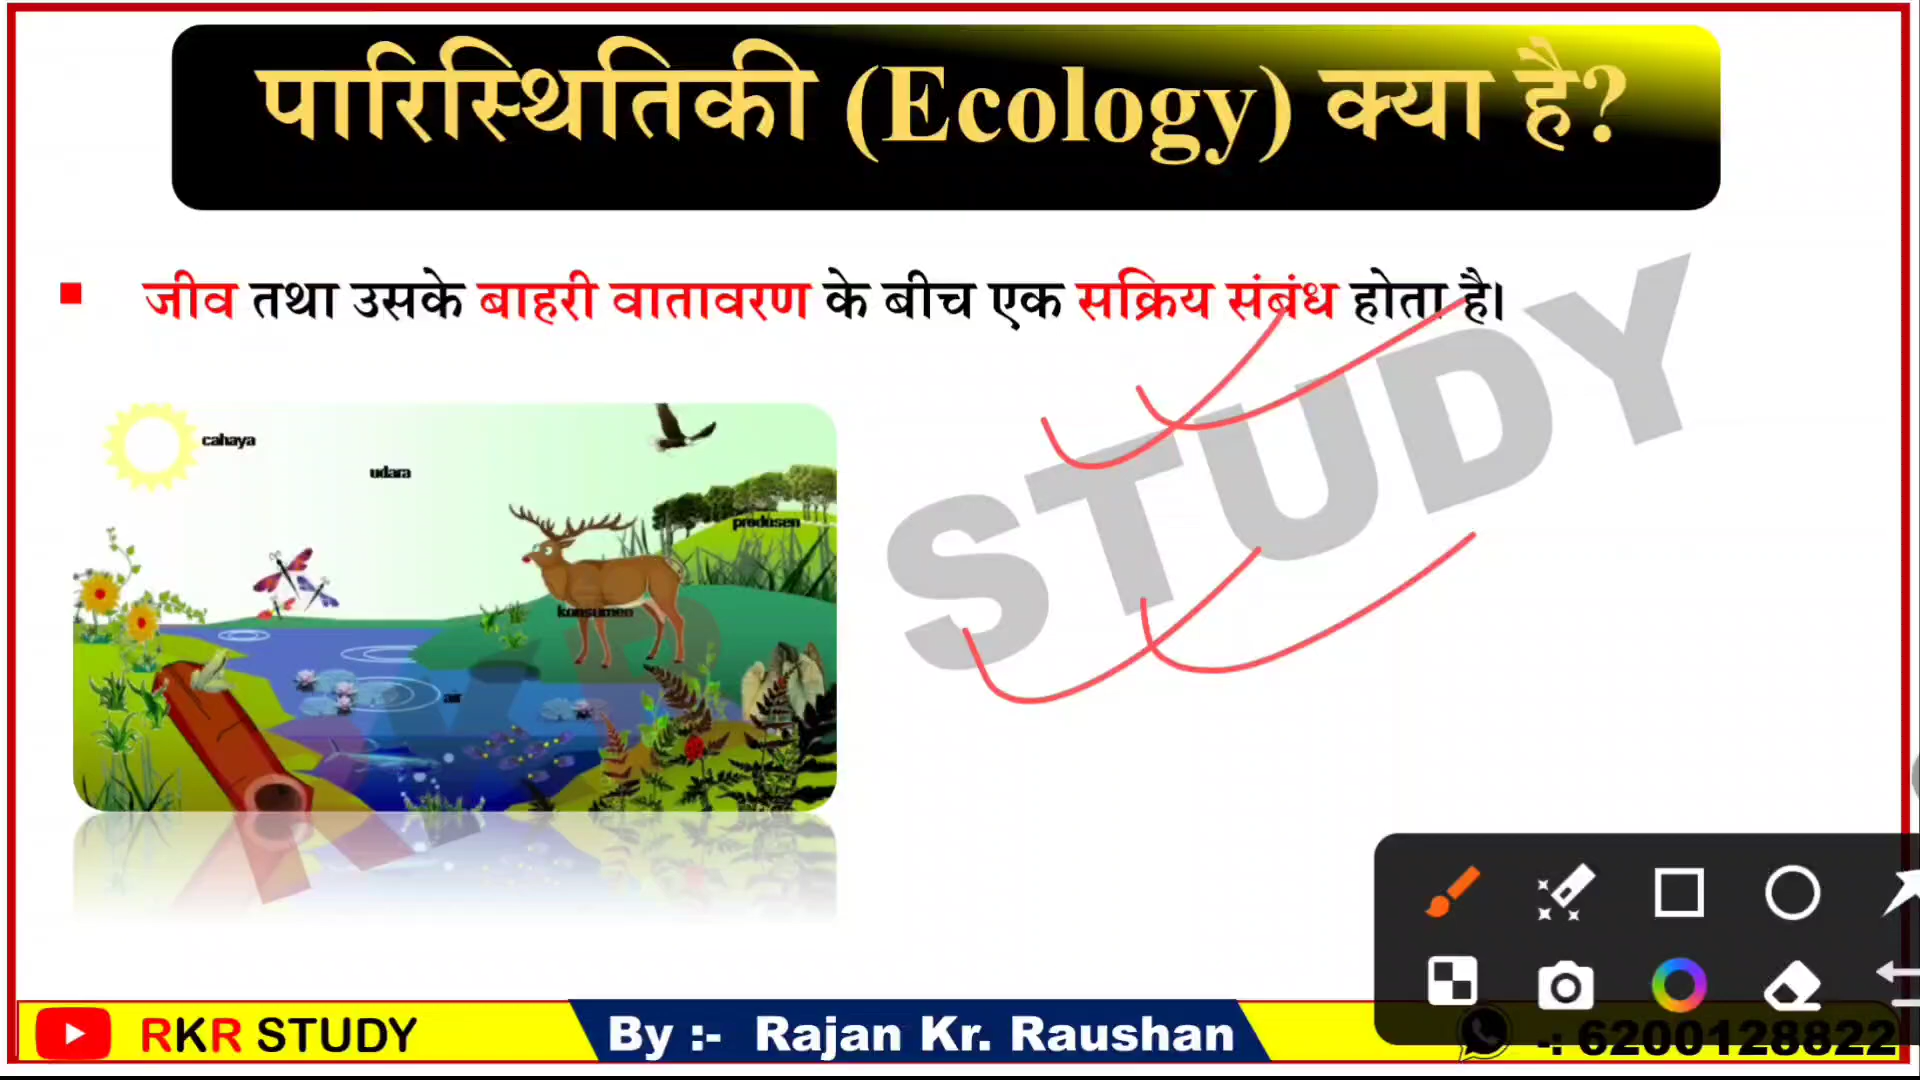 पारिस्थितिकी (Ecology) क्या है?
जीव तथा उसके बाहरी वातावरण के बीच एक सक्रिय संबंध होता है।
STUDY
cahaya
udara
produsen
konsumen
air
RKR STUDY
By :- Rajan Kr. Raushan
-: 6200128822